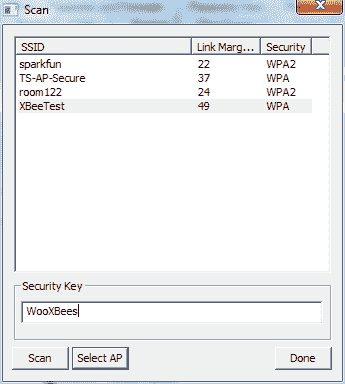 Scan
SSID Link Marg... Security
sparkfun 22 WPA2
TS-AP-Secure 37 WPA
room122 24 WPA2
XBeeTest 49 WPA
Security Key
WooXBees
Scan Select AP Done